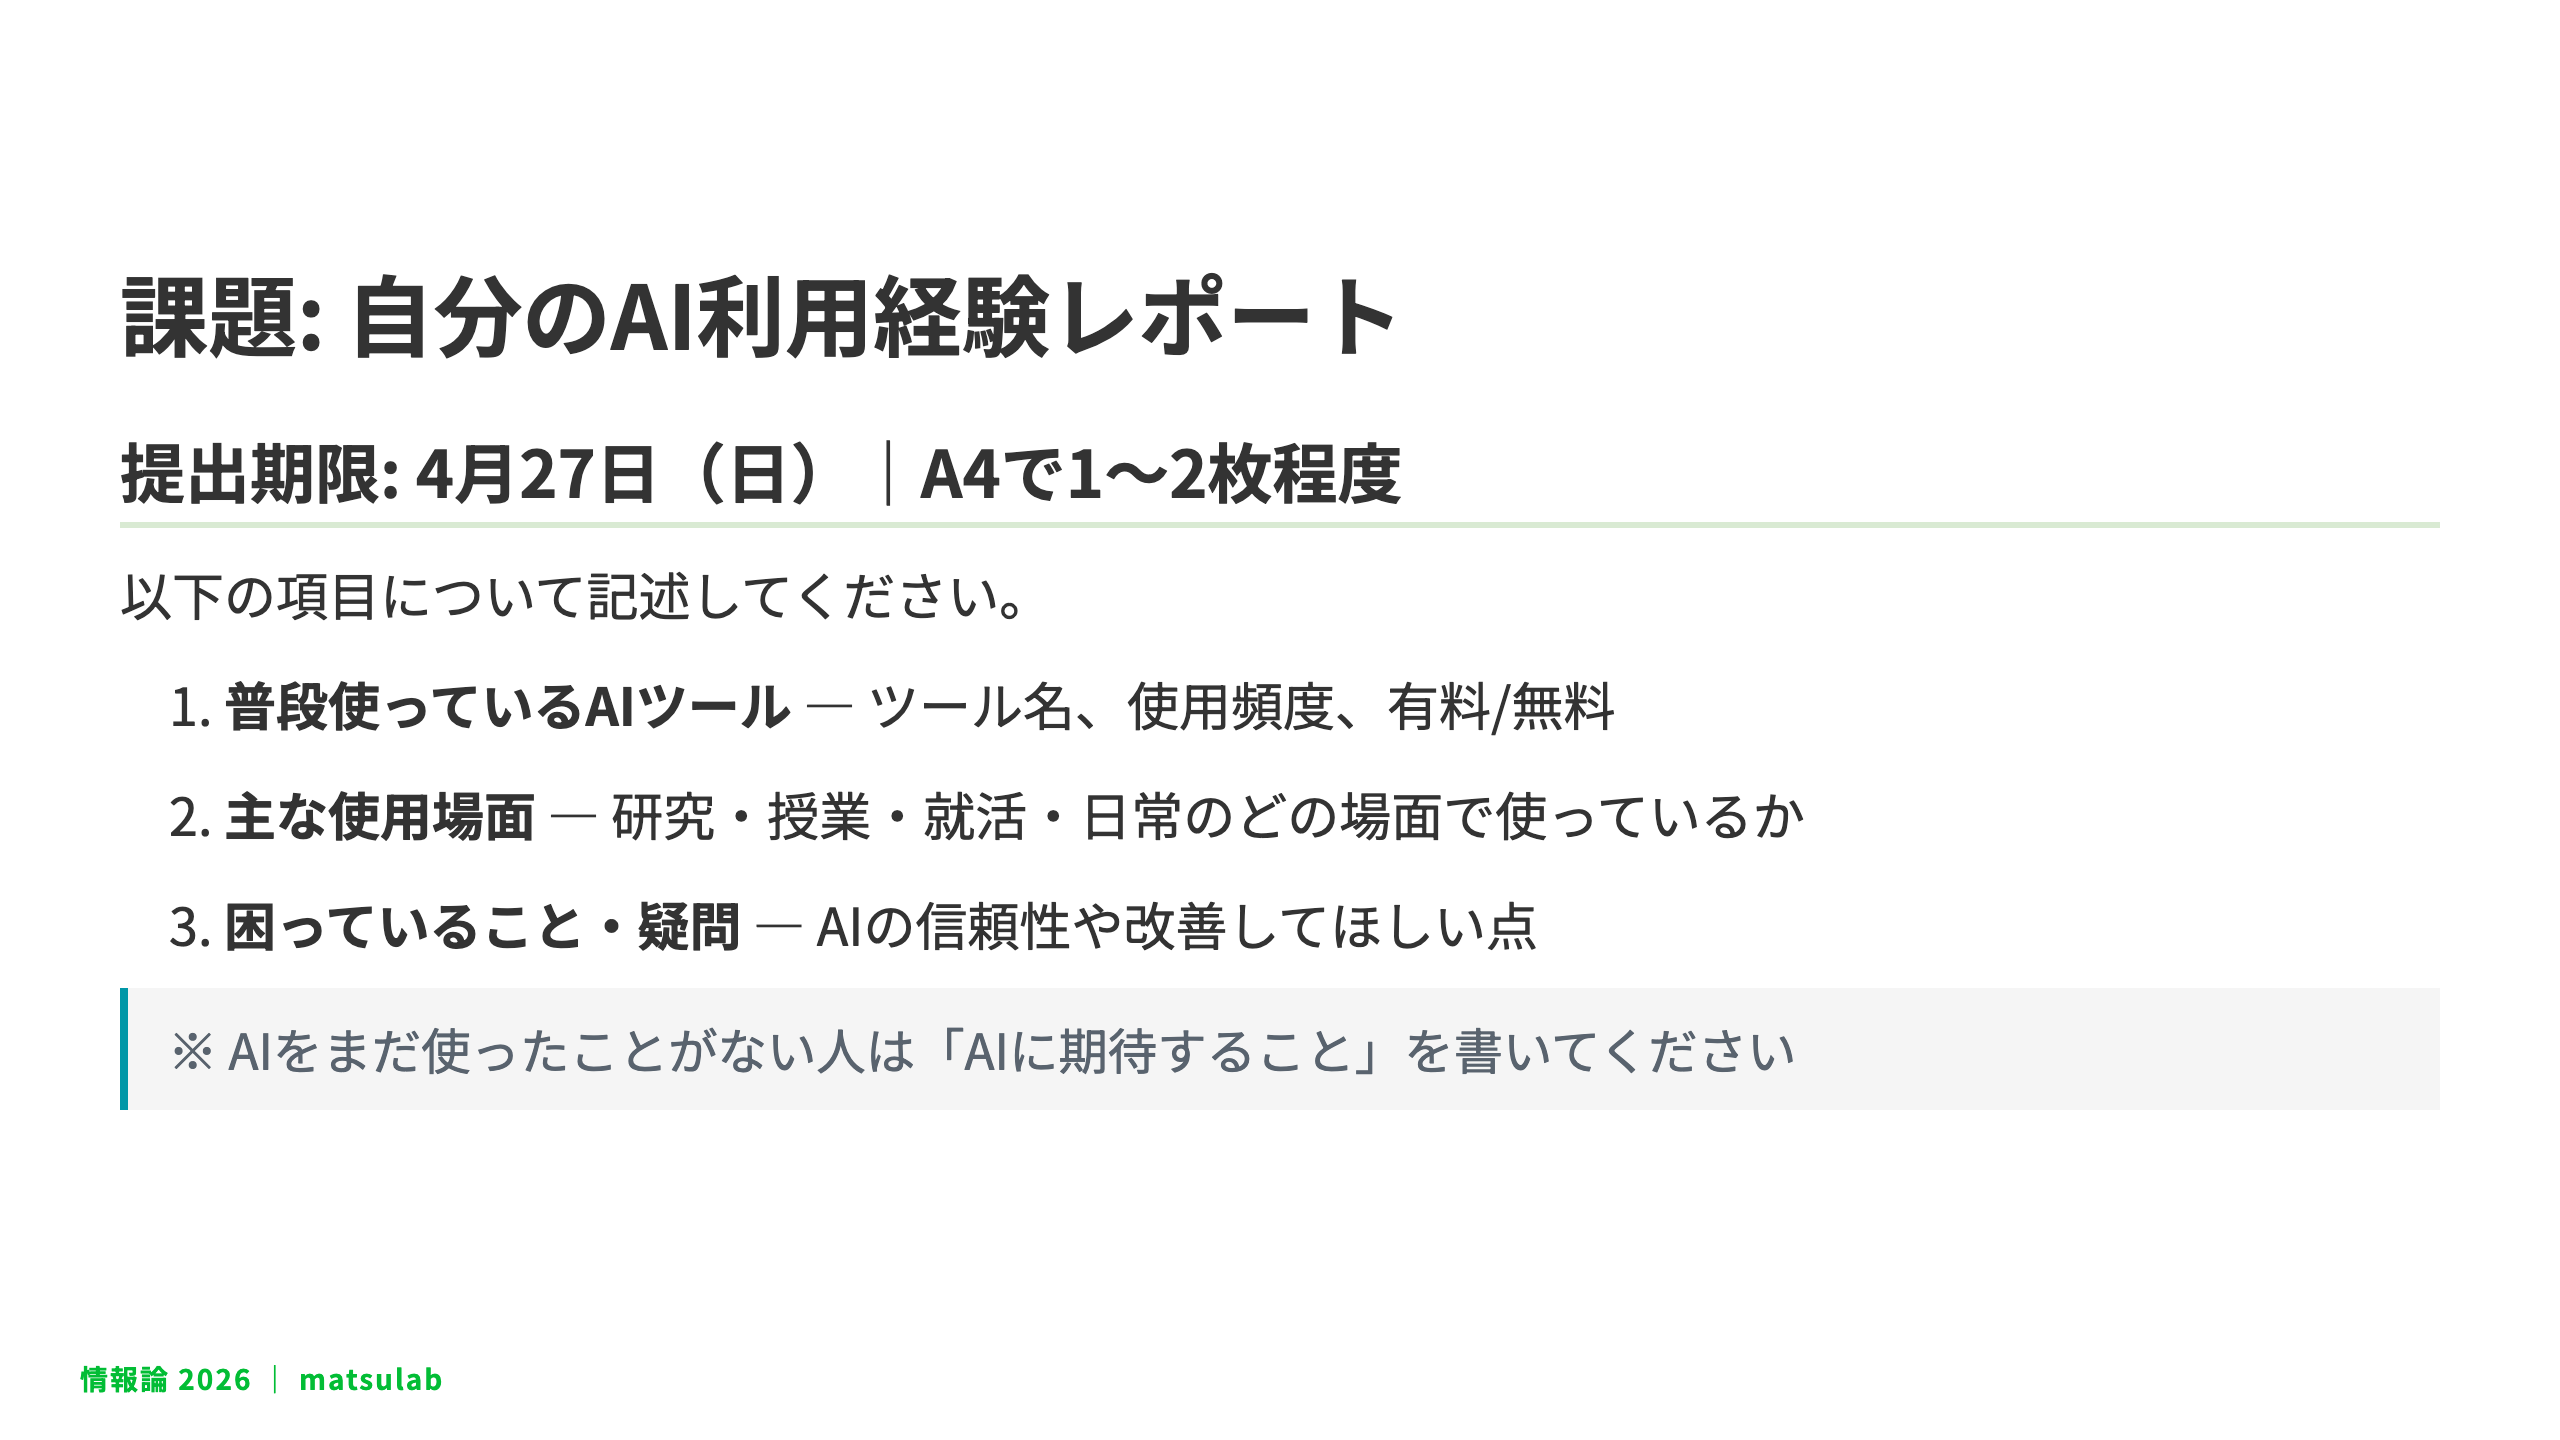 課題: 自分のAI利用経験レポート
提出期限: 4月27日（日）｜A4で1〜2枚程度
以下の項目について記述してください。
1. 普段使っているAIツール — ツール名、使用頻度、有料/無料
2. 主な使用場面 — 研究・授業・就活・日常のどの場面で使っているか
3. 困っていること・疑問 — AIの信頼性や改善してほしい点
※ AIをまだ使ったことがない人は「AIに期待すること」を書いてください
情報論 2026 ｜ matsulab